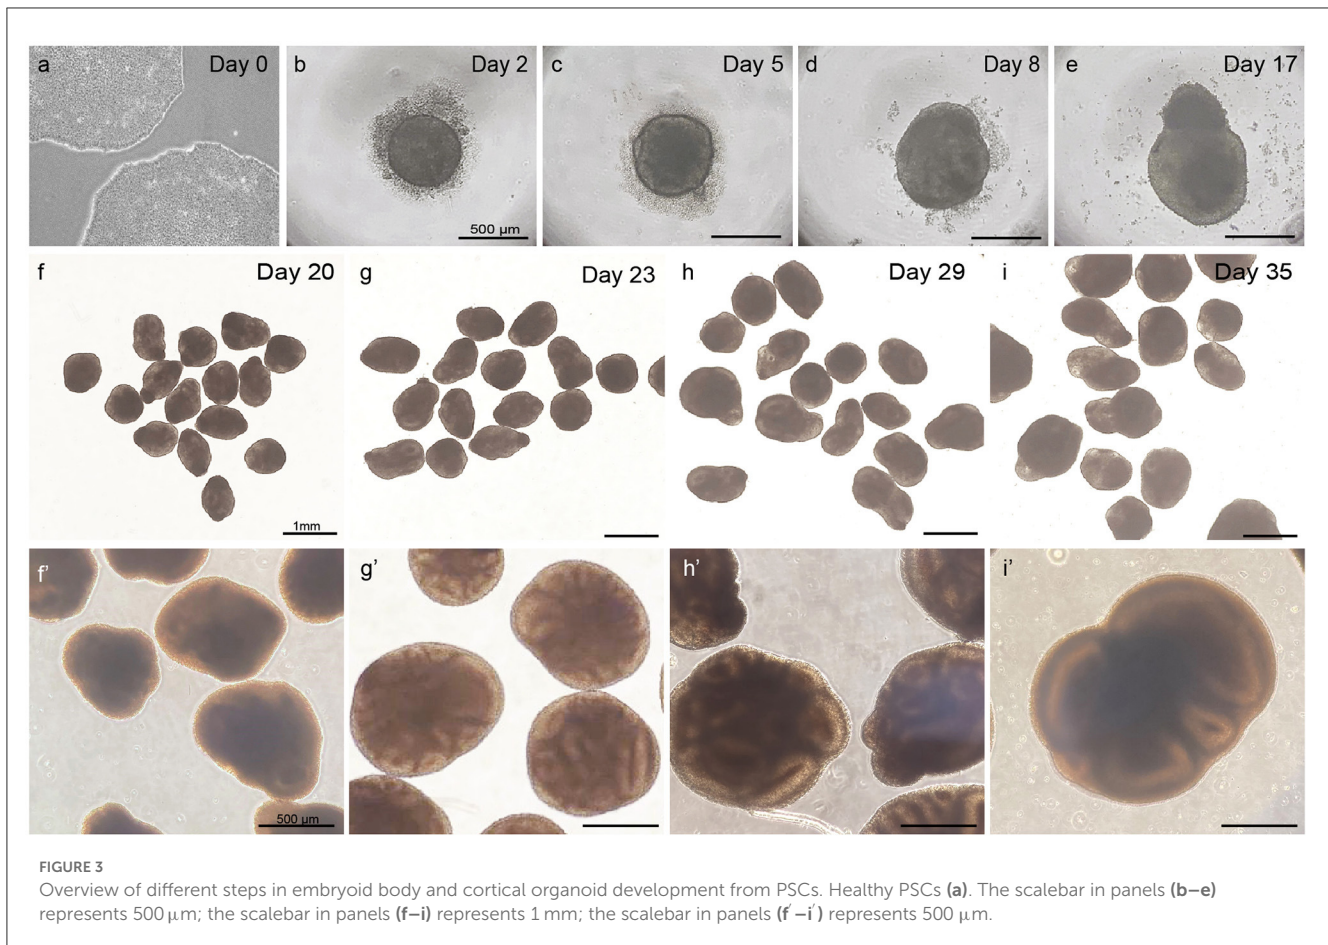 a Day 0
b Day 2
c Day 5
d Day 8
e Day 17
500 µm
f Day 20
g Day 23
h Day 29
i Day 35
1mm
f'
g'
h'
i'
500 µm
FIGURE 3
Overview of different steps in embryoid body and cortical organoid development from PSCs. Healthy PSCs (a). The scalebar in panels (b–e)
represents 500 µm; the scalebar in panels (f–i) represents 1 mm; the scalebar in panels (f′–i′) represents 500 µm.